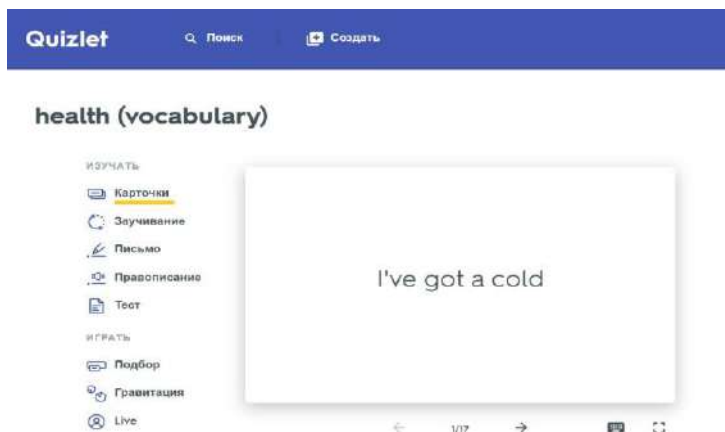 Quizlet Поиск Создать
health (vocabulary)
ИЗУЧАТЬ
Карточки
Заучивание
Письмо
Правописание
Тест
ИГРАТЬ
Подбор
Гравитация
Live
I've got a cold
1/17